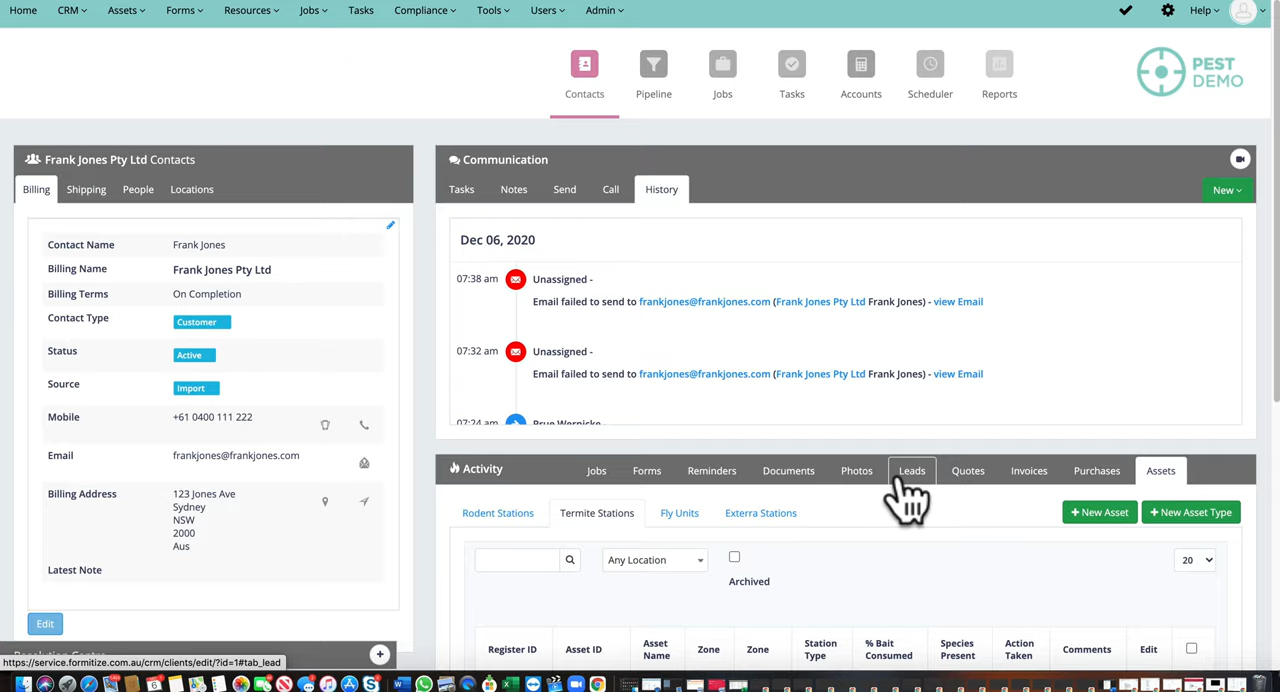 Home CRM Assets Forms Resources Jobs Tasks Compliance Tools Users Admin Help
Contacts Pipeline Jobs Tasks Accounts Scheduler Reports
PEST
DEMO
Frank Jones Pty Ltd Contacts
Billing Shipping People Locations
Contact Name Frank Jones
Billing Name Frank Jones Pty Ltd
Billing Terms On Completion
Contact Type Customer
Status Active
Source Import
Mobile +61 0400 111 222
Email frankjones@frankjones.com
Billing Address 123 Jones Ave
Sydney
NSW
2000
Aus
Latest Note
Edit
Resolution Centre
https://service.formitize.com.au/crm/clients/edit/?id=1#tab_lead
Communication
Tasks Notes Send Call History New
Dec 06, 2020
07:38 am Unassigned -
Email failed to send to frankjones@frankjones.com (Frank Jones Pty Ltd Frank Jones) - view Email
07:32 am Unassigned -
Email failed to send to frankjones@frankjones.com (Frank Jones Pty Ltd Frank Jones) - view Email
07:24 am Prue Wernicke
Activity Jobs Forms Reminders Documents Photos Leads Quotes Invoices Purchases Assets
Rodent Stations Termite Stations Fly Units Exterra Stations + New Asset + New Asset Type
Any Location 20
Archived
Register ID Asset ID Asset Name Zone Zone Station Type % Bait Consumed Species Present Action Taken Comments Edit